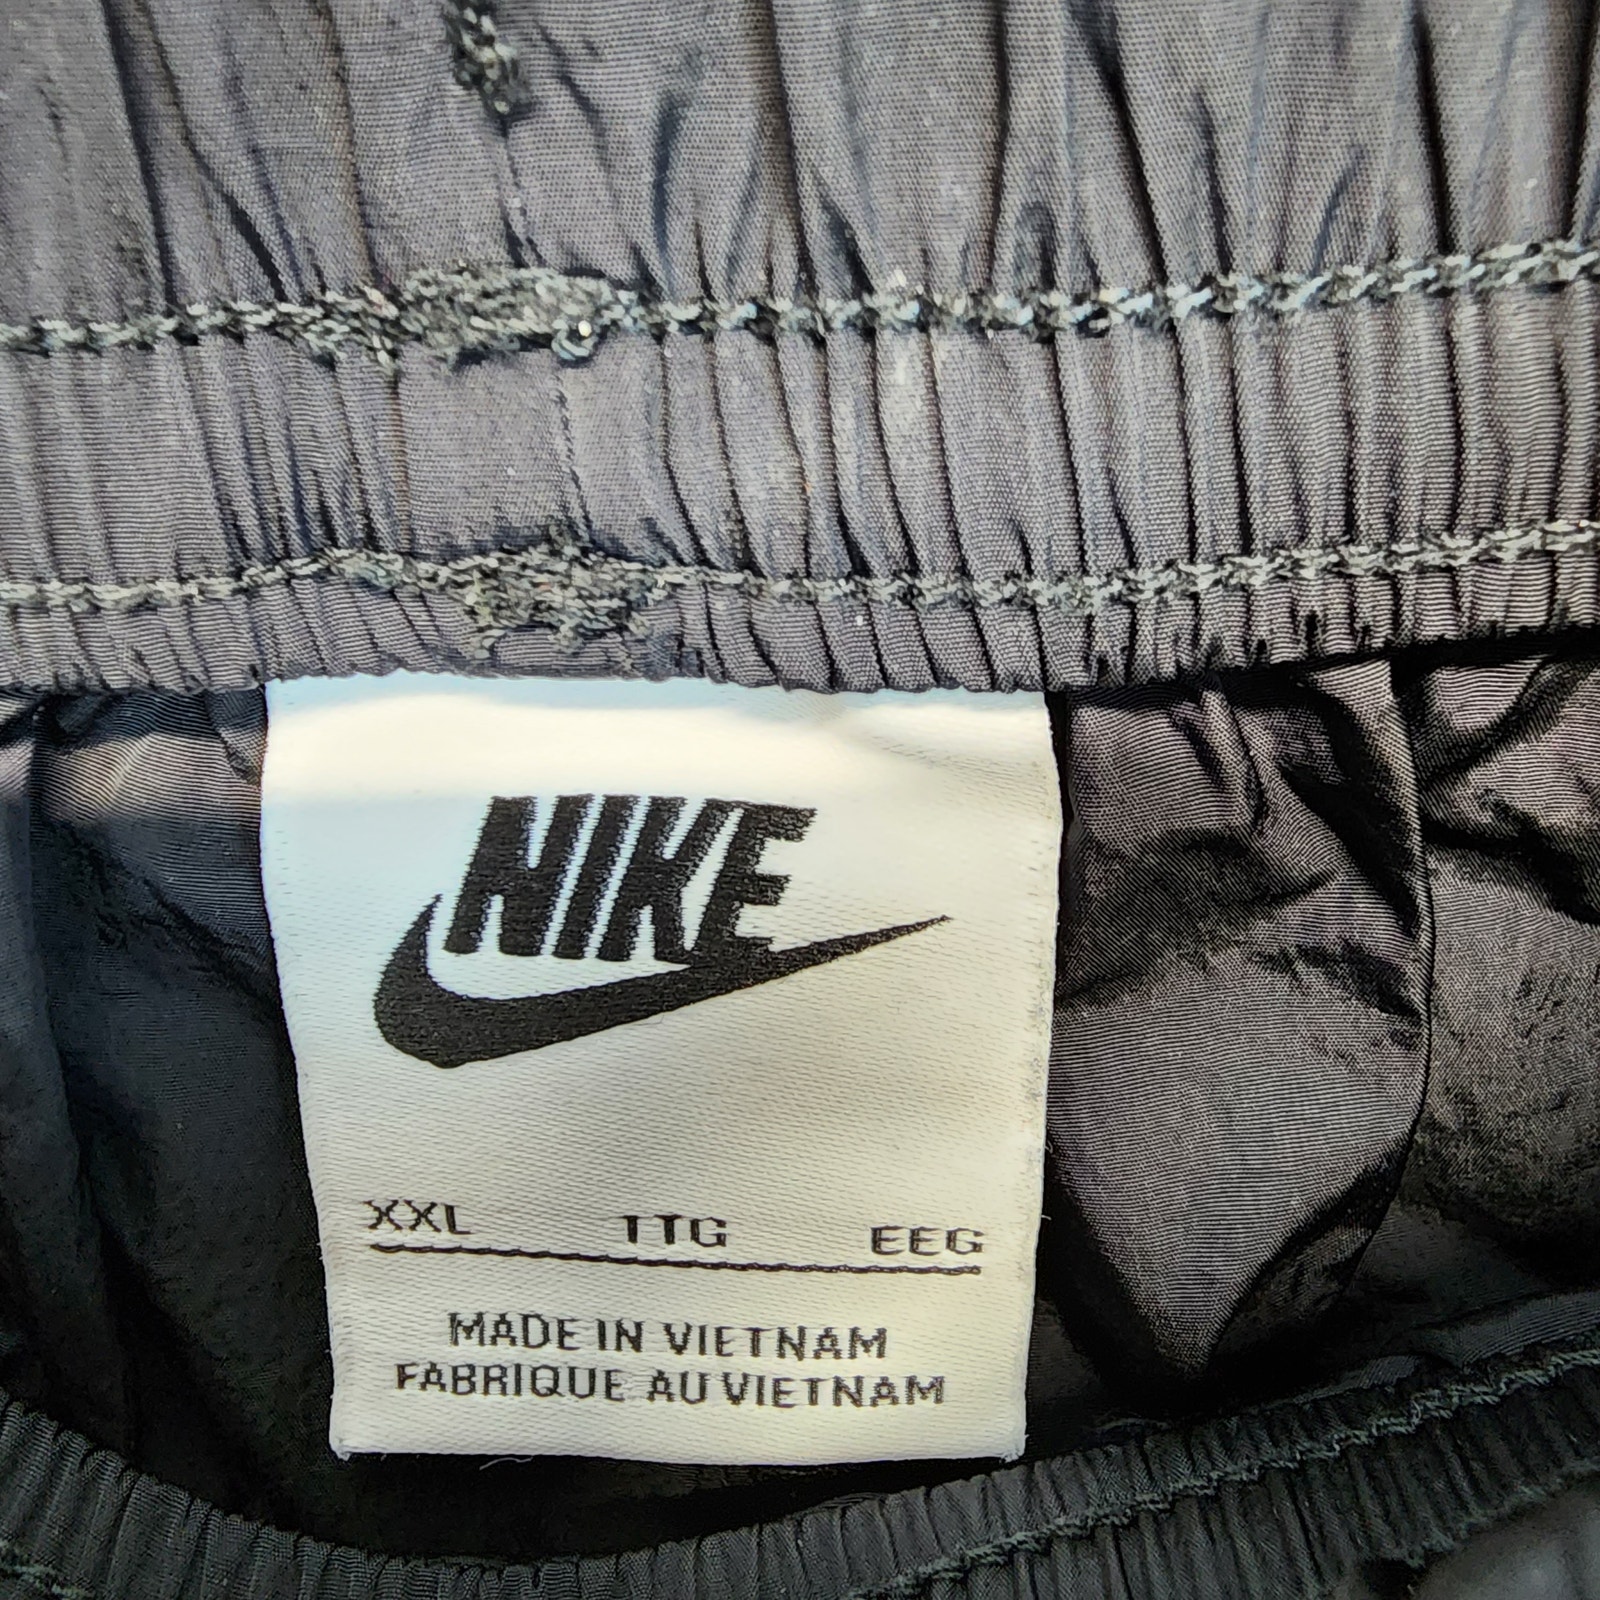 NIKE
XXL TTG EEG
MADE IN VIETNAM
FABRIQUE AU VIETNAM